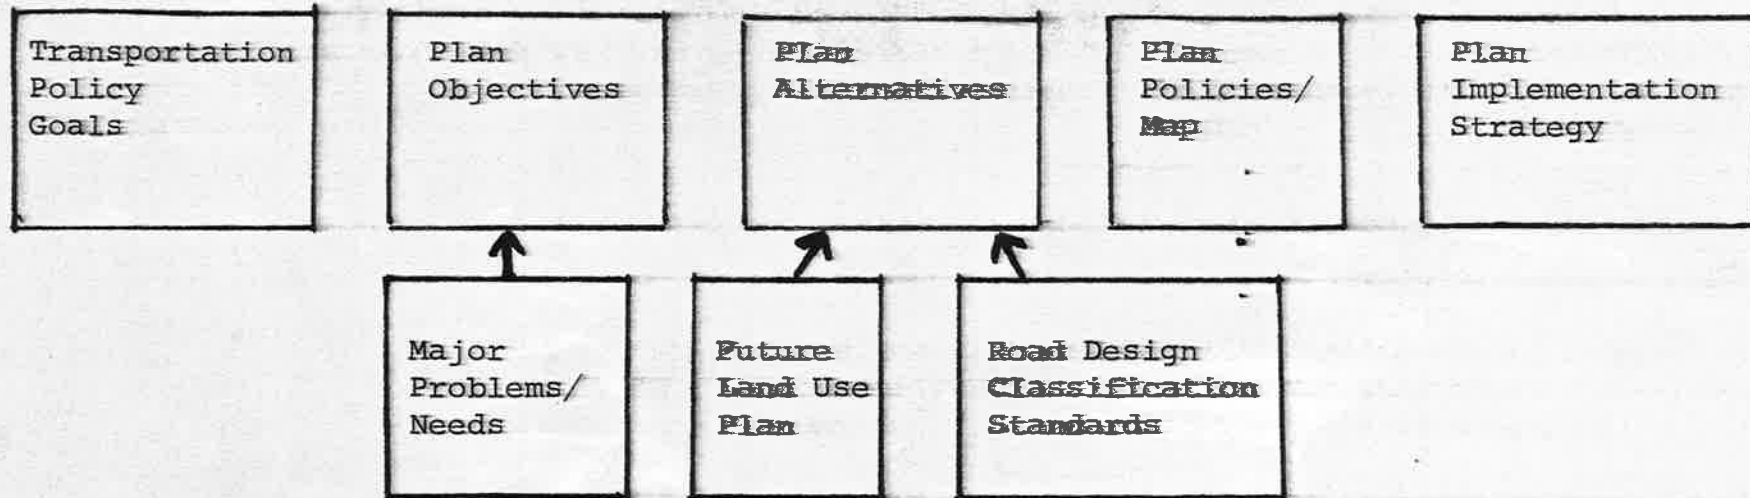 Transportation
Policy
Goals
Plan
Objectives
Plan
Alternatives
Plan
Policies/
Map
Plan
Implementation
Strategy
Major
Problems/
Needs
Future
Land Use
Plan
Road Design
Classification
Standards